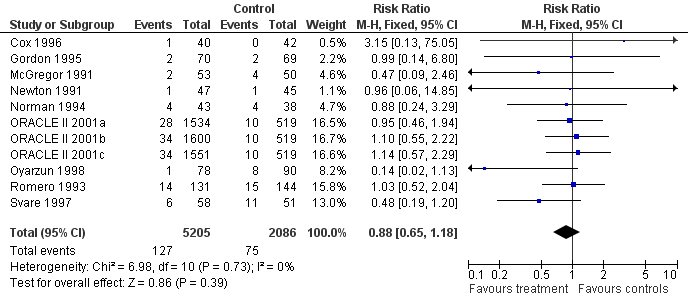 Control Risk Ratio Risk Ratio
Study or Subgroup Events Total Events Total Weight M-H, Fixed, 95% CI M-H, Fixed, 95% CI
Cox 1996 1 40 0 42 0.5% 3.15 [0.13, 75.05]
Gordon 1995 2 70 2 69 2.1% 0.99 [0.14, 6.80]
McGregor 1991 2 53 4 50 4.3% 0.47 [0.09, 2.46]
Newton 1991 1 47 1 45 1.1% 0.96 [0.06, 14.85]
Norman 1994 4 43 4 38 4.4% 0.88 [0.24, 3.29]
ORACLE II 2001a 28 1534 10 519 15.6% 0.95 [0.46, 1.94]
ORACLE II 2001b 34 1600 10 519 15.7% 1.10 [0.55, 2.22]
ORACLE II 2001c 34 1551 10 519 15.6% 1.14 [0.57, 2.29]
Oyarzun 1998 1 78 8 90 7.8% 0.14 [0.02, 1.13]
Romero 1993 14 131 15 144 14.9% 1.03 [0.52, 2.04]
Svare 1997 6 58 11 51 12.2% 0.48 [0.19, 1.20]
Total (95% CI) 5205 2086 100.0% 0.88 [0.65, 1.18]
Total events 127 75
Heterogeneity: Chi² = 6.98, df = 10 (P = 0.73); I² = 0%
Test for overall effect: Z = 0.86 (P = 0.39)
0.1 0.2 0.5 1 2 5 10
Favours treatment Favours controls